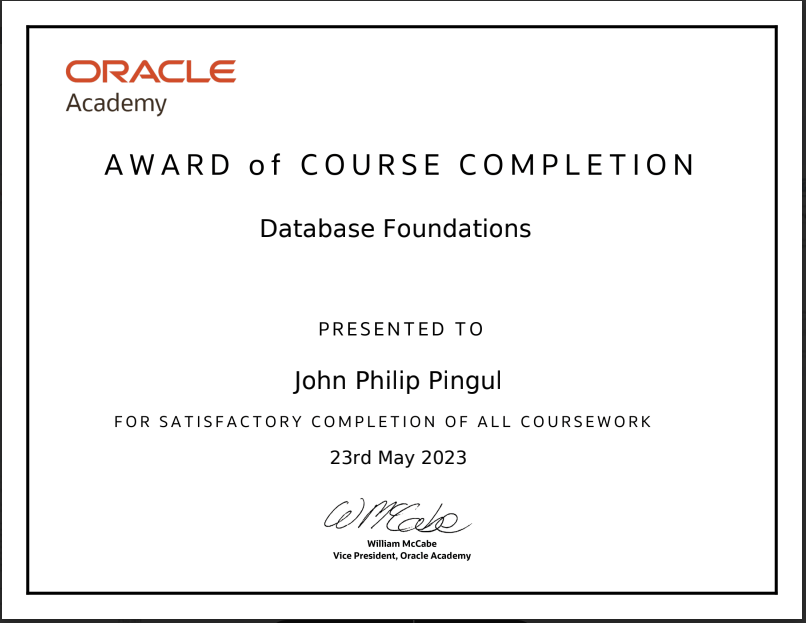 ORACLE
Academy
AWARD of COURSE COMPLETION
Database Foundations
PRESENTED TO
John Philip Pingul
FOR SATISFACTORY COMPLETION OF ALL COURSEWORK
23rd May 2023
WMcCabe
William McCabe
Vice President, Oracle Academy